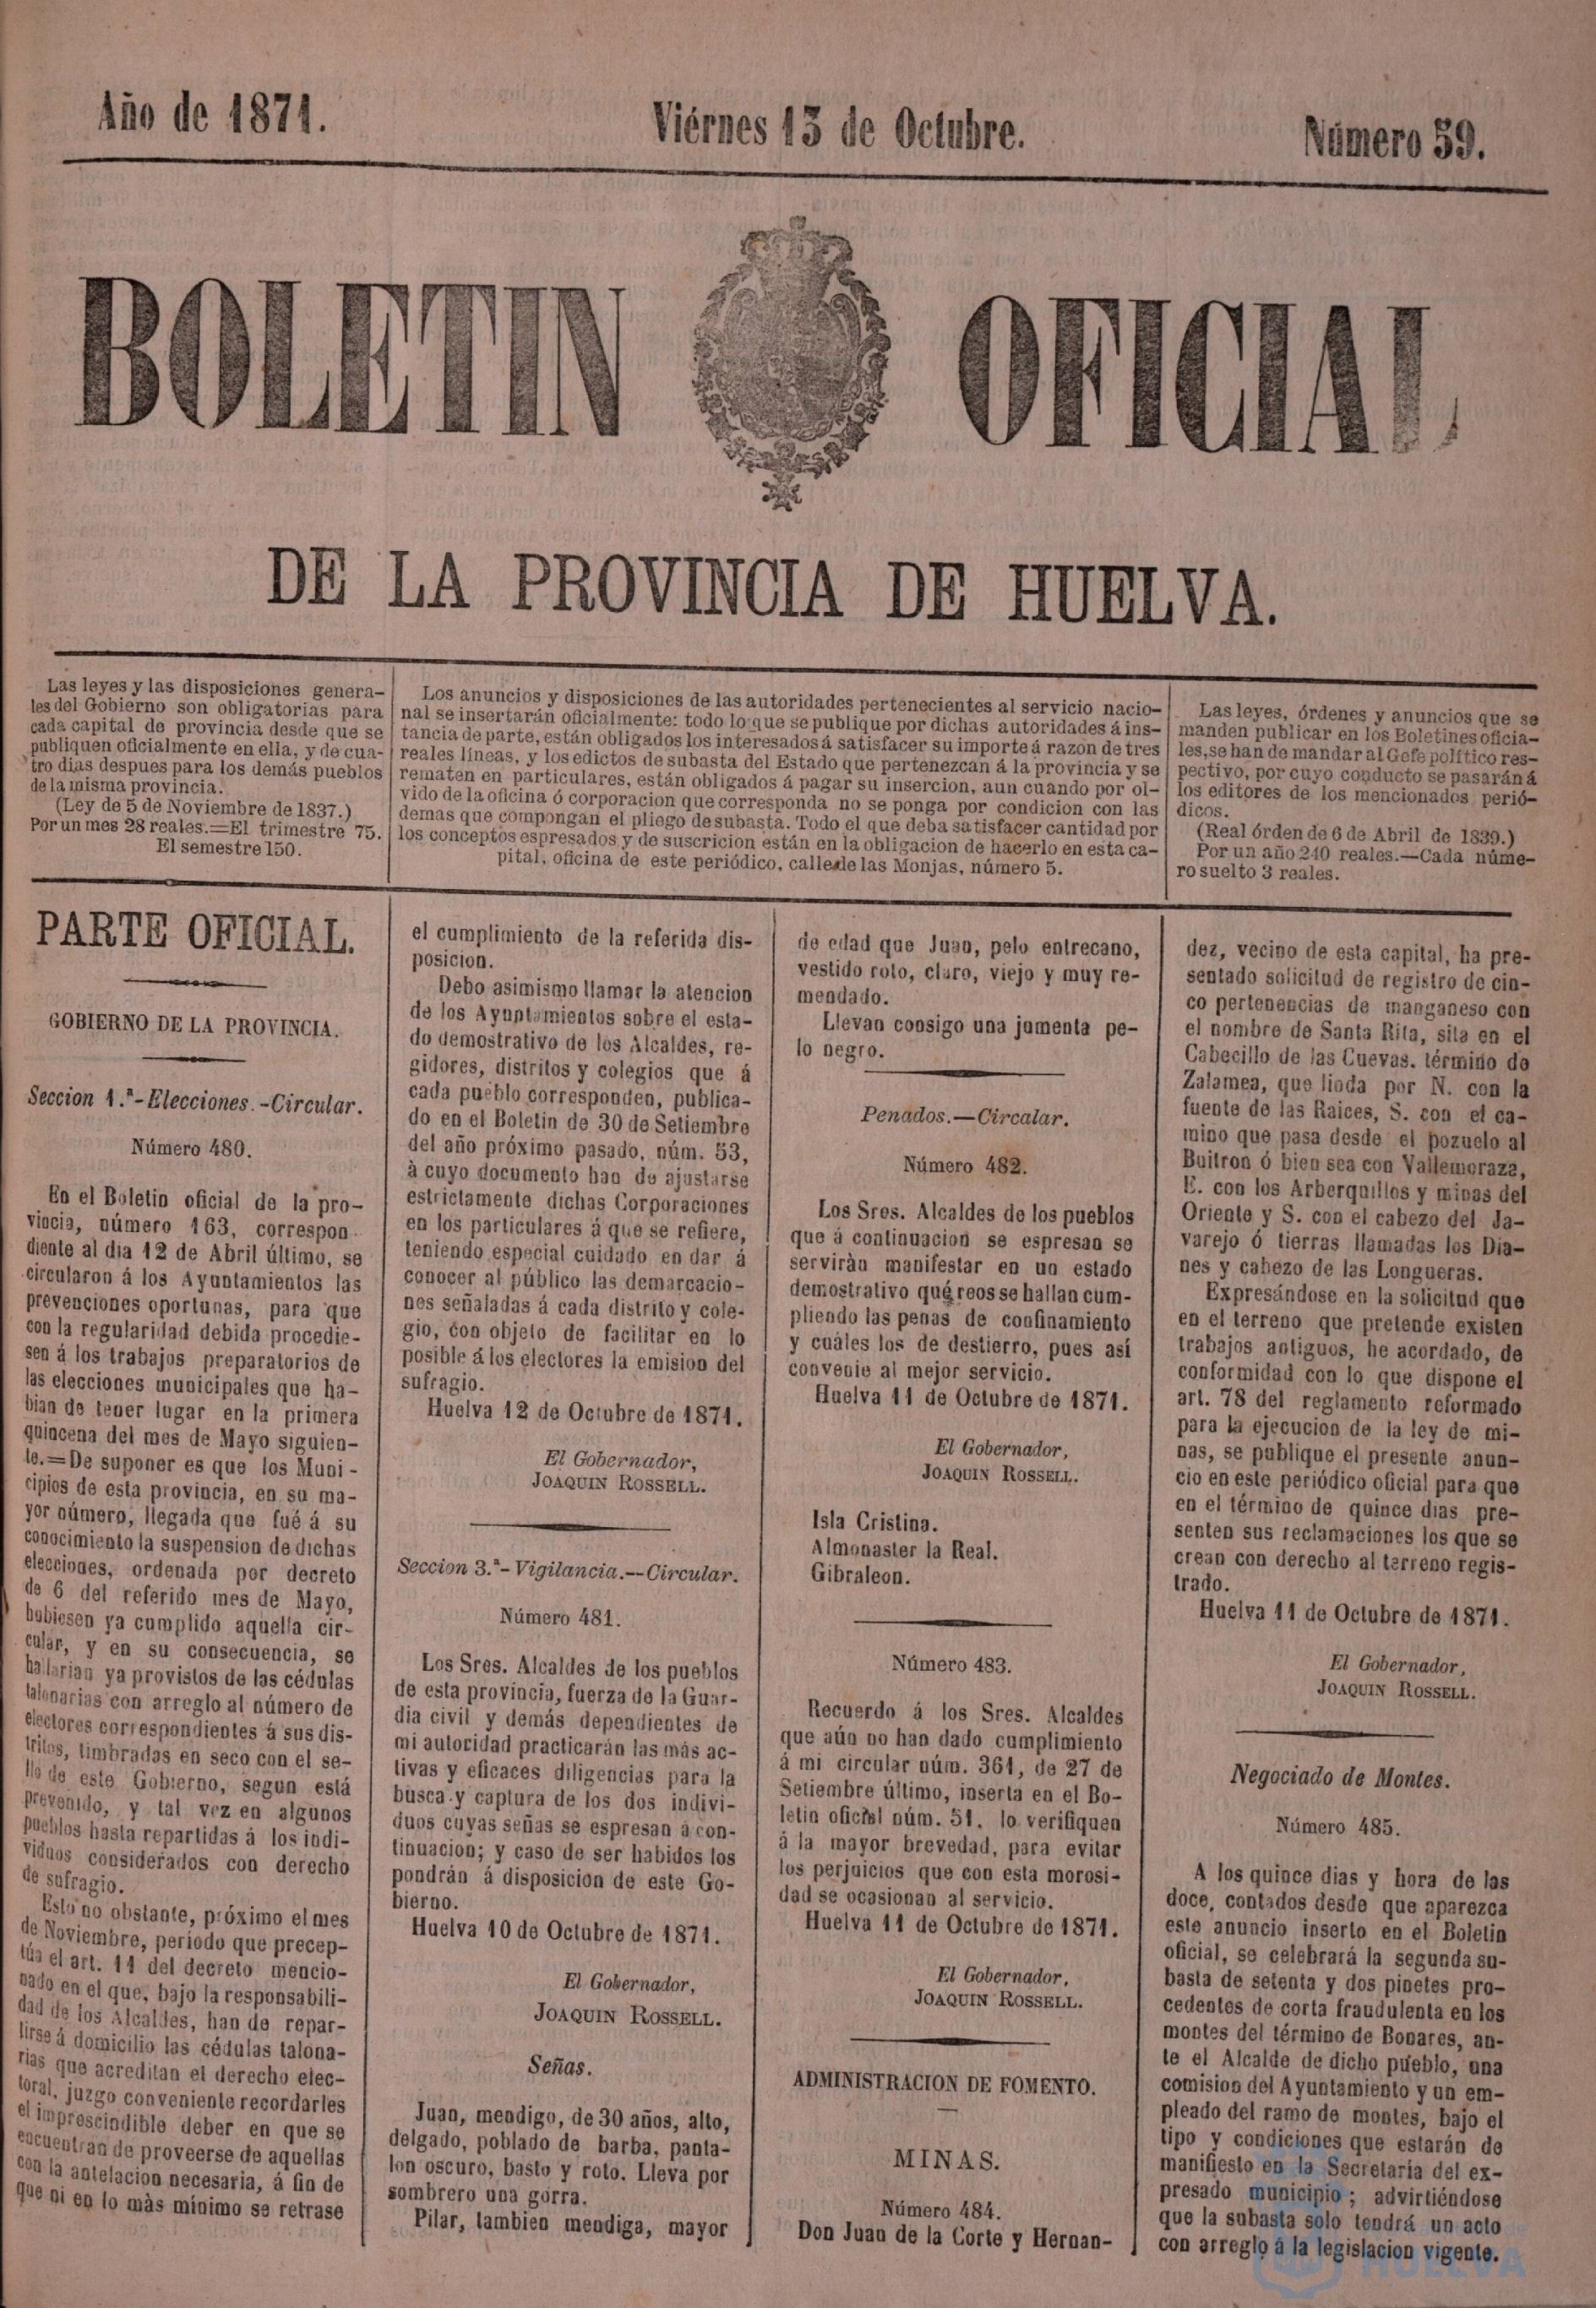 Año de 1871.
Viérnes 13 de Octubre.
Número 59.
BOLETIN OFICIAL
DE LA PROVINCIA DE HUELVA.
Las leyes y las disposiciones genera-
les del Gobierno son obligatorias para
cada capital de provincia desde que se
publiquen oficialmente en ella, y de cua-
tro dias despues para los demás pueblos
de la misma provincia.
(Ley de 5 de Noviembre de 1837.)
Por un mes 28 reales.=El trimestre 75.
El semestre 150.
Los anuncios y disposiciones de las autoridades pertenecientes al servicio nacio-
nal se insertarán oficialmente: todo lo que se publique por dichas autoridades á ins-
tancia de parte, están obligados los interesados á satisfacer su importe á razon de tres
reales líneas, y los edictos de subasta del Estado que pertenezcan á la provincia y se
rematen en particulares, están obligados á pagar su insercion, aun cuando por ol-
vido de la oficina ó corporacion que corresponda no se ponga por condicion con las
demas que compongan el pliego de subasta. Todo el que deba satisfacer cantidad por
los conceptos espresados y de suscricion están en la obligacion de hacerlo en esta ca-
pital, oficina de este periódico, calle de las Monjas, número 5.
Las leyes, órdenes y anuncios que se
manden publicar en los Boletines oficia-
les, se han de mandar al Gefe político res-
pectivo, por cuyo conducto se pasarán á
los editores de los mencionados perió-
dicos.
(Real órden de 6 de Abril de 1839.)
Por un año 240 reales.—Cada núme-
ro suelto 3 reales.
PARTE OFICIAL.
GOBIERNO DE LA PROVINCIA.
Seccion 1.ª-Elecciones.-Circular.
Número 480.
En el Boletin oficial de la pro-
vincia, número 163, correspon-
diente al dia 12 de Abril último, se
circularon á los Ayuntamientos las
prevenciones oportunas, para que
con la regularidad debida procedie-
sen á los trabajos preparatorios de
las elecciones municipales que ha-
bian de tener lugar en la primera
quincena del mes de Mayo siguien-
te.=De suponer es que los Muni-
cipios de esta provincia, en su ma-
yor número, llegada que fué á su
conocimiento la suspension de dichas
elecciones, ordenada por decreto
de 6 del referido mes de Mayo,
hubiesen ya cumplido aquella cir-
cular, y en su consecuencia, se
hallarian ya provistos de las cédulas
talonarias con arreglo al número de
electores correspondientes á sus dis-
tritos, timbradas en seco con el se-
llo de este Gobierno, segun está
prevenido, y tal vez en algunos
pueblos hasta repartidas á los indi-
viduos considerados con derecho
de sufragio.
Esto no obstante, próximo el mes
de Noviembre, periodo que precep-
túa el art. 11 del decreto mencio-
nado en el que, bajo la responsabili-
dad de los Alcaldes, han de repar-
tirse á domicilio las cédulas talona-
rias que acreditan el derecho elec-
toral, juzgo conveniente recordarles
el imprescindible deber en que se
encuentran de proveerse de aquellas
con la antelacion necesaria, á fin de
que ni en lo màs mínimo se retrase
el cumplimiento de la referida dis-
posicion.
Debo asimismo llamar la atencion
de los Ayuntamientos sobre el esta-
do demostrativo de los Alcaldes, re-
gidores, distritos y colegios que á
cada pueblo corresponden, publica-
do en el Boletin de 30 de Setiembre
del año próximo pasado, núm. 53,
à cuyo documento han de ajustarse
estrictamente dichas Corporaciones
en los particulares á que se refiere,
teniendo especial cuidado en dar á
conocer al público las demarcacio-
nes señaladas á cada distrito y cole-
gio, con objeto de facilitar en lo
posible á los electores la emision del
sufragio.
Huelva 12 de Octubre de 1871.
El Gobernador,
JOAQUIN ROSSELL.
Seccion 3.ª-Vigilancia.--Circular.
Número 481.
Los Sres. Alcaldes de los pueblos
de esta provincia, fuerza de la Guar-
dia civil y demás dependientes de
mi autoridad practicarán las más ac-
tivas y eficaces diligencias para la
busca y captura de los dos indivi-
duos cuyas señas se espresan á con-
tinuacion; y caso de ser habidos los
pondrán á disposicion de este Go-
bierno.
Huelva 10 de Octubre de 1871.
El Gobernador,
JOAQUIN ROSSELL.
Señas.
Juan, mendigo, de 30 años, alto,
delgado, poblado de barba, panta-
lon oscuro, basto y roto. Lleva por
sombrero una gorra.
Pilar, tambien mendiga, mayor
de edad que Juan, pelo entrecano,
vestido roto, claro, viejo y muy re-
mendado.
Llevan consigo una jumenta pe-
lo negro.
Penados.—Circalar.
Número 482.
Los Sres. Alcaldes de los pueblos
que á continuacion se espresan se
serviràn manifestar en un estado
demostrativo qué reos se hallan cum-
pliendo las penas de confinamiento
y cuáles los de destierro, pues así
conviene al mejor servicio.
Huelva 11 de Octubre de 1871.
El Gobernador,
JOAQUIN ROSSELL.
Isla Cristina.
Almonaster la Real.
Gibraleon.
Número 483.
Recuerdo á los Sres. Alcaldes
que aún no han dado cumplimiento
á mi circular núm. 361, de 27 de
Setiembre último, inserta en el Bo-
letin oficial núm. 51, lo verifiquen
á la mayor brevedad, para evitar
los perjuicios que con esta morosi-
dad se ocasionan al servicio.
Huelva 11 de Octubre de 1871.
El Gobernador,
JOAQUIN ROSSELL.
ADMINISTRACION DE FOMENTO.
MINAS.
Número 484.
Don Juan de la Corte y Hernan-
dez, vecino de esta capital, ha pre-
sentado solicitud de registro de cin-
co pertenencias de manganeso con
el nombre de Santa Rita, sita en el
Cabecillo de las Cuevas, término de
Zalamea, que linda por N. con la
fuente de las Raices, S. con el ca-
mino que pasa desde el pozuelo al
Buitron ó bien sea con Vallemoraza,
E. con los Arberquillos y minas del
Oriente y S. con el cabezo del Ja-
varejo ó tierras llamadas los Dia-
nes y cabezo de las Longueras.
Expresándose en la solicitud que
en el terreno que pretende existen
trabajos antiguos, he acordado, de
conformidad con lo que dispone el
art. 78 del reglamento reformado
para la ejecucion de la ley de mi-
nas, se publique el presente anun-
cio en este periódico oficial para que
en el término de quince dias pre-
senten sus reclamaciones los que se
crean con derecho al terreno regis-
trado.
Huelva 11 de Octubre de 1871.
El Gobernador,
JOAQUIN ROSSELL.
Negociado de Montes.
Número 485.
A los quince dias y hora de las
doce, contados desde que aparezca
este anuncio inserto en el Boletin
oficial, se celebrará la segunda su-
basta de setenta y dos pinetes pro-
cedentes de corta fraudulenta en los
montes del término de Bonares, an-
te el Alcalde de dicho pueblo, una
comision del Ayuntamiento y un em-
pleado del ramo de montes, bajo el
tipo y condiciones que estarán de
manifiesto en la Secretaria del ex-
presado municipio; advirtiéndose
que la subasta solo tendrá un acto
con arreglo á la legislacion vigente.
HUELVA